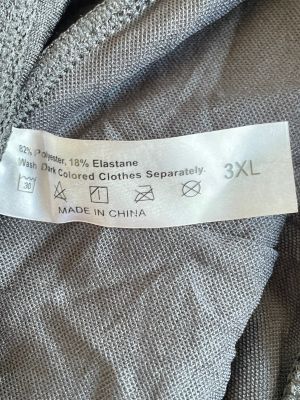 82% Polyester, 18% Elastane
Wash Dark Colored Clothes Separately.
3XL
30
MADE IN CHINA